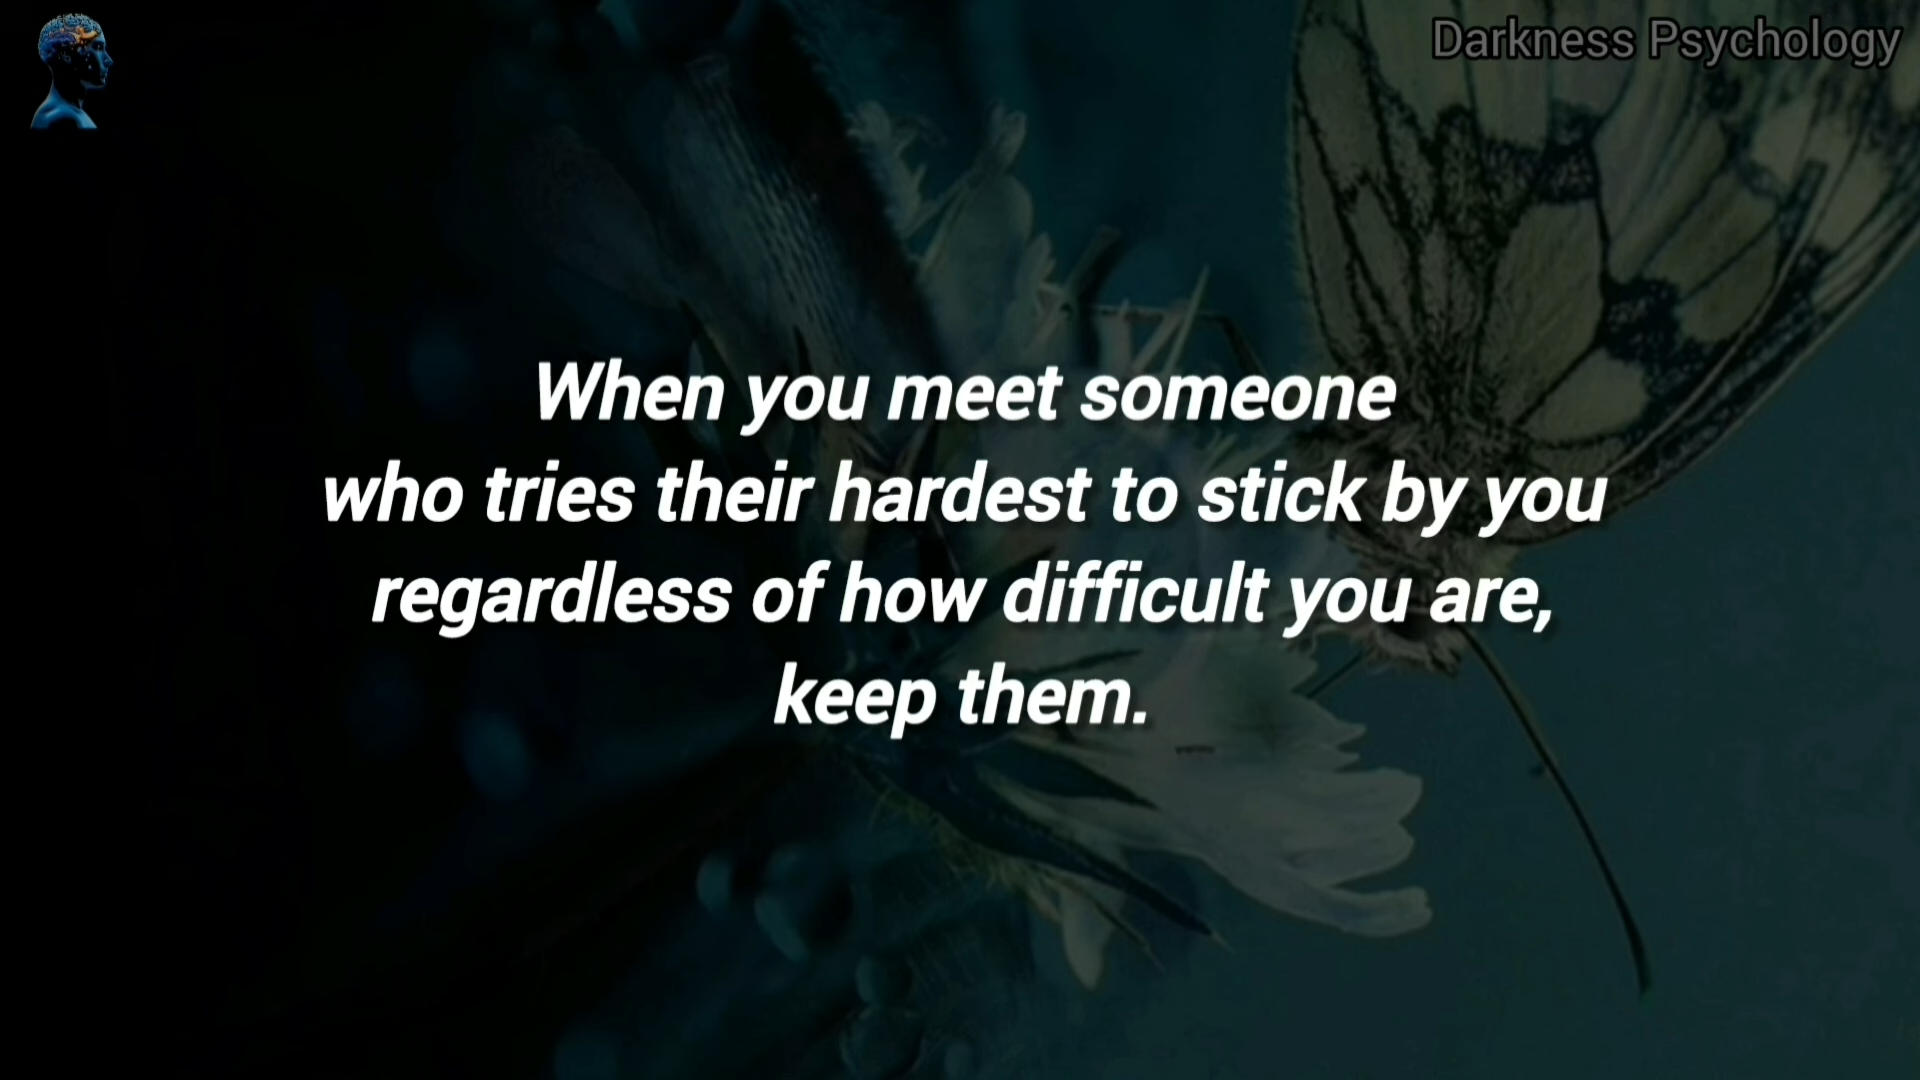 Darkness Psychology
When you meet someone
who tries their hardest to stick by you
regardless of how difficult you are,
keep them.